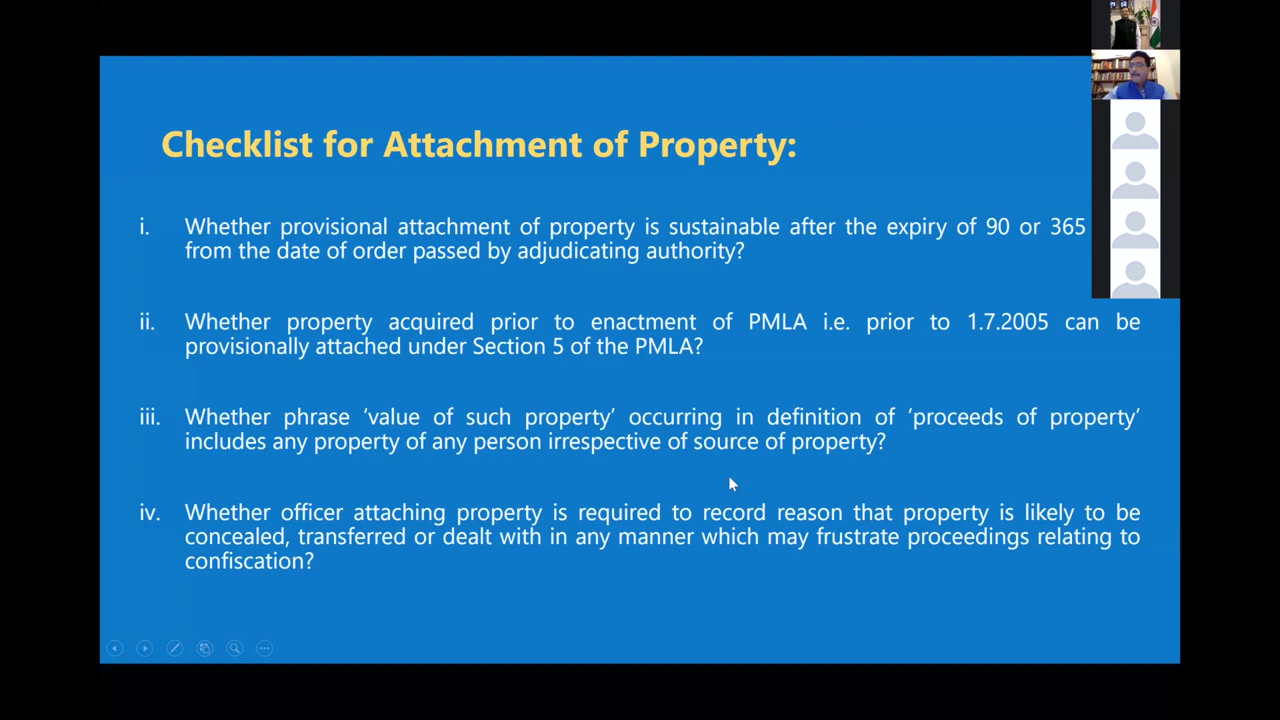 Checklist for Attachment of Property:
i. Whether provisional attachment of property is sustainable after the expiry of 90 or 365
from the date of order passed by adjudicating authority?
ii. Whether property acquired prior to enactment of PMLA i.e. prior to 1.7.2005 can be
provisionally attached under Section 5 of the PMLA?
iii. Whether phrase ‘value of such property’ occurring in definition of ‘proceeds of property’
includes any property of any person irrespective of source of property?
iv. Whether officer attaching property is required to record reason that property is likely to be
concealed, transferred or dealt with in any manner which may frustrate proceedings relating to
confiscation?